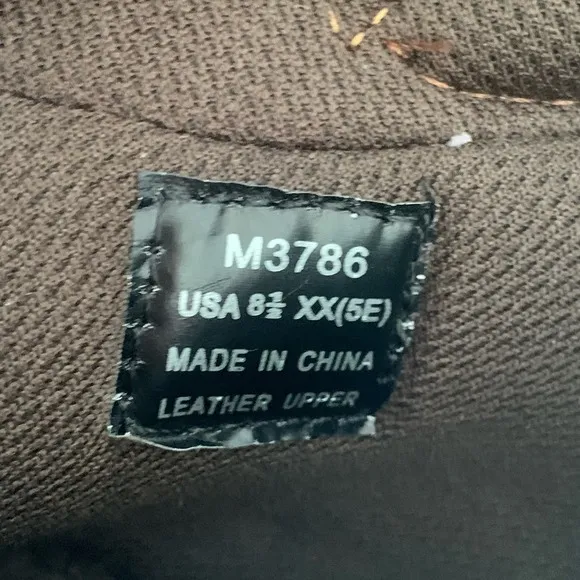 M3786
USA 8½ XX(5E)
MADE IN CHINA
LEATHER UPPER